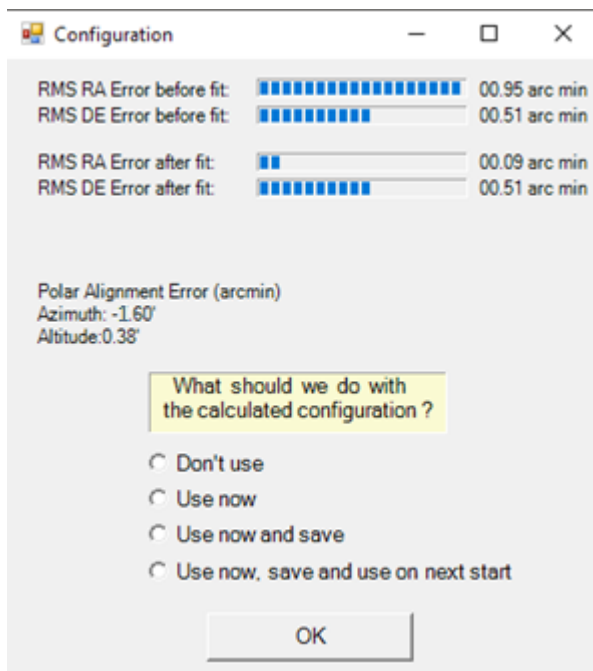 Configuration
RMS RA Error before fit: 00.95 arc min
RMS DE Error before fit: 00.51 arc min
RMS RA Error after fit: 00.09 arc min
RMS DE Error after fit: 00.51 arc min
Polar Alignment Error (arcmin)
Azimuth: -1.60'
Altitude:0.38'
What should we do with
the calculated configuration ?
Don't use
Use now
Use now and save
Use now, save and use on next start
OK